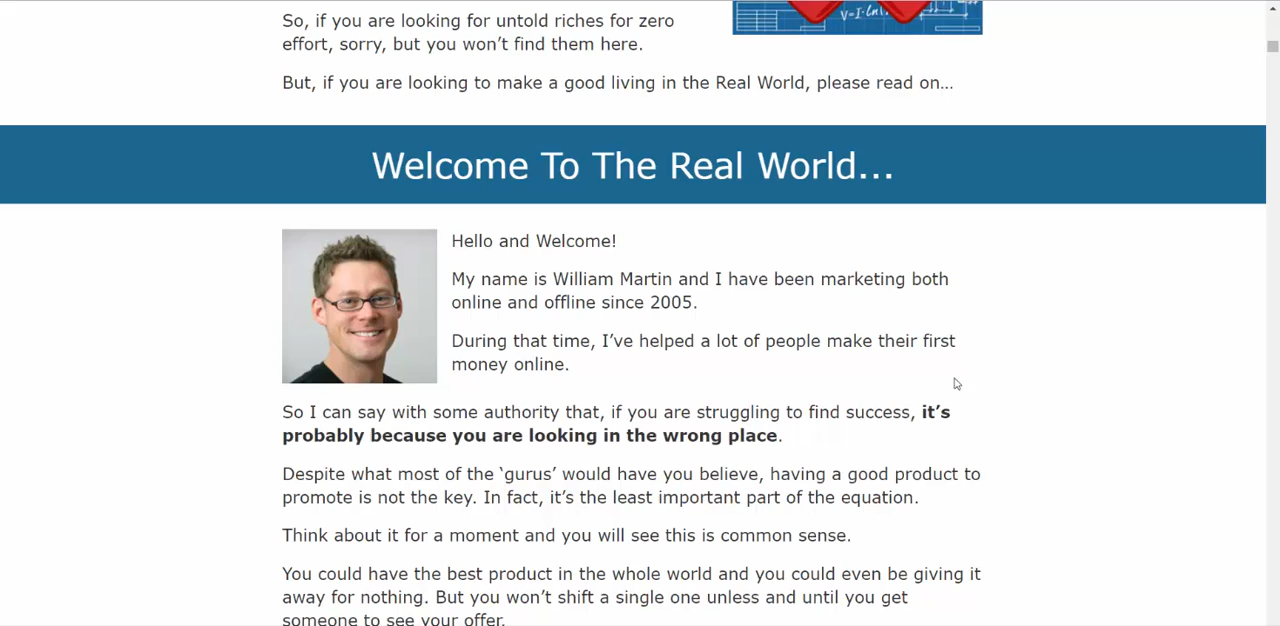 So, if you are looking for untold riches for zero
effort, sorry, but you won’t find them here.
But, if you are looking to make a good living in the Real World, please read on…
Welcome To The Real World...
Hello and Welcome!
My name is William Martin and I have been marketing both
online and offline since 2005.
During that time, I’ve helped a lot of people make their first
money online.
So I can say with some authority that, if you are struggling to find success, it’s
probably because you are looking in the wrong place.
Despite what most of the ‘gurus’ would have you believe, having a good product to
promote is not the key. In fact, it’s the least important part of the equation.
Think about it for a moment and you will see this is common sense.
You could have the best product in the whole world and you could even be giving it
away for nothing. But you won’t shift a single one unless and until you get
someone to see your offer.